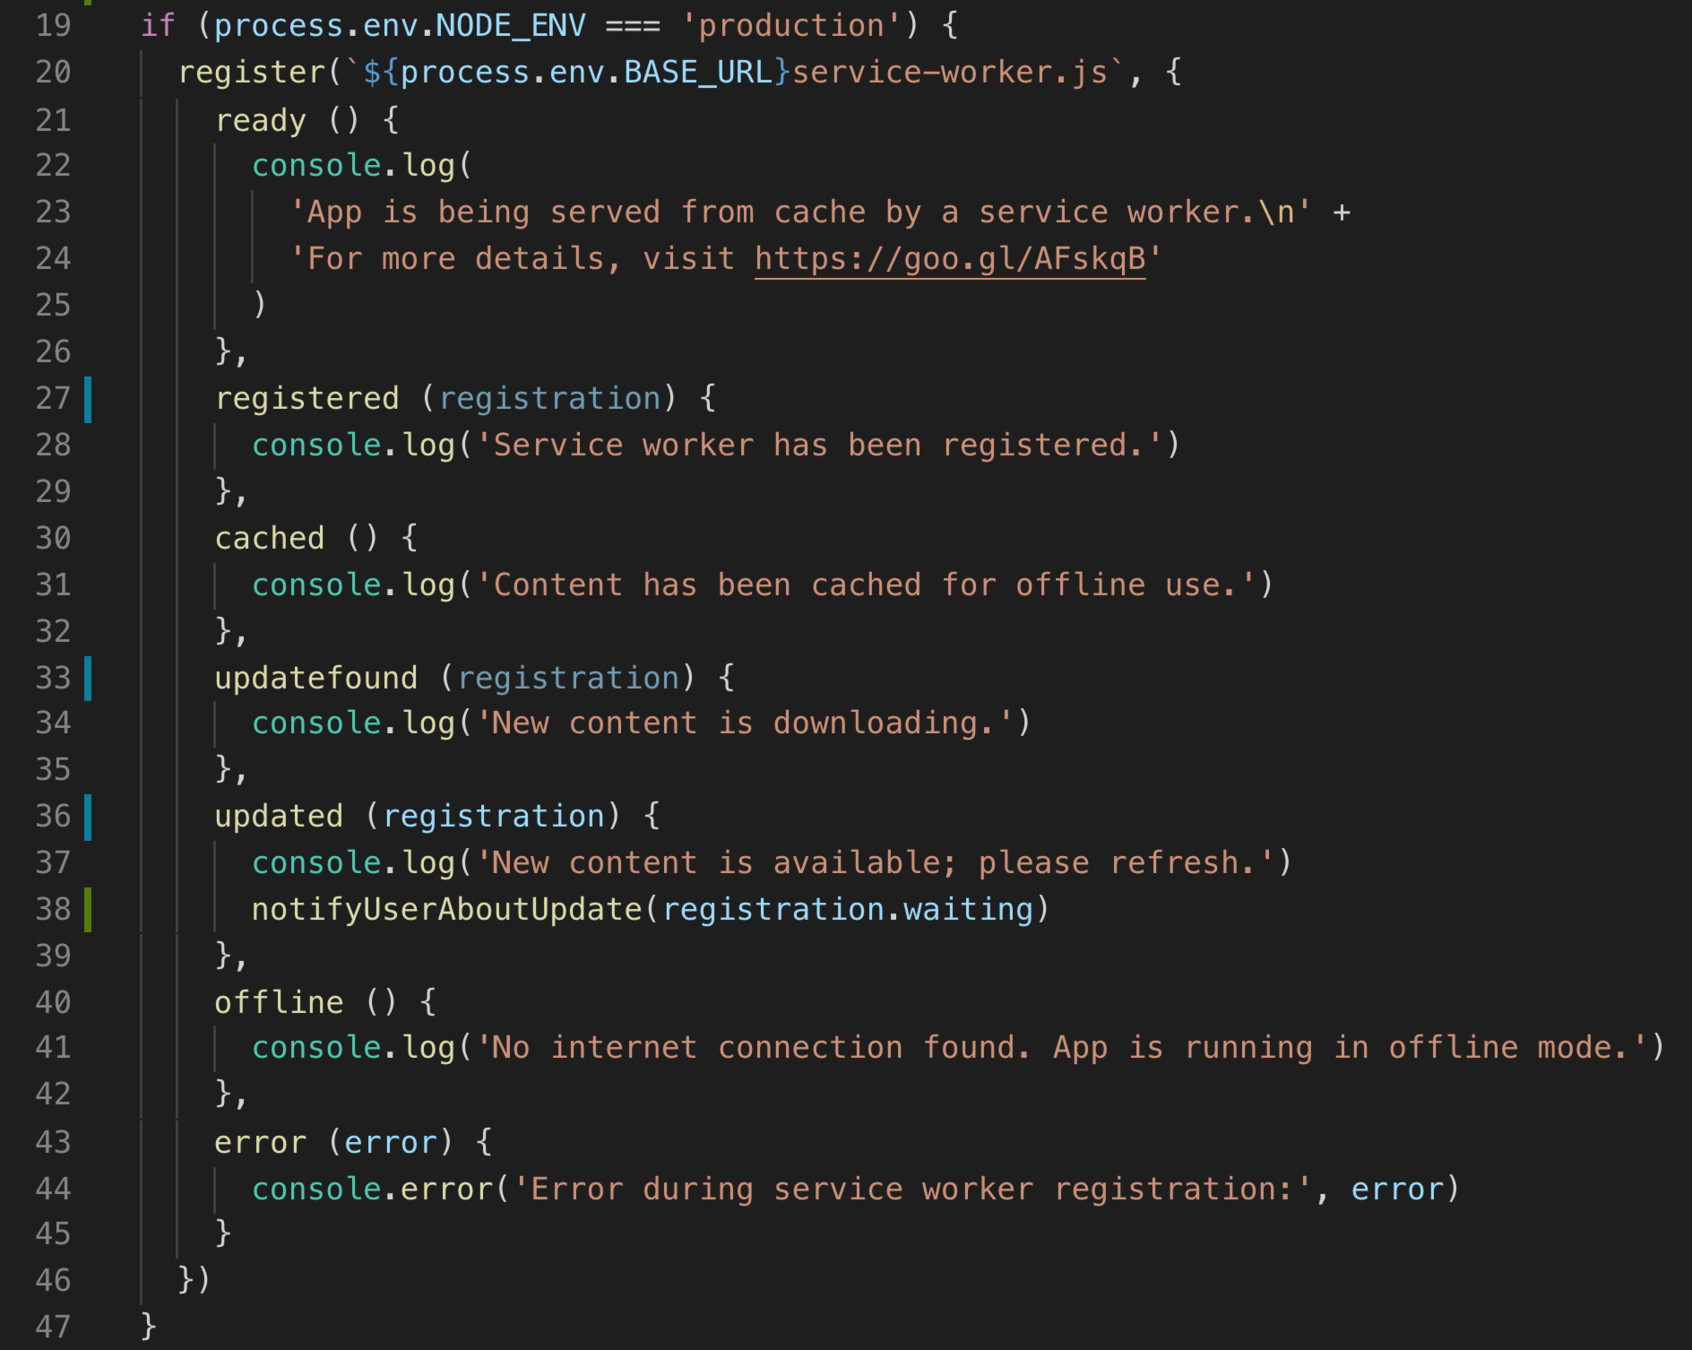 19 if (process.env.NODE_ENV === 'production') {
20 register(`${process.env.BASE_URL}service-worker.js`, {
21 ready () {
22 console.log(
23 'App is being served from cache by a service worker.\n' +
24 'For more details, visit https://goo.gl/AFskqB'
25 )
26 },
27 registered (registration) {
28 console.log('Service worker has been registered.')
29 },
30 cached () {
31 console.log('Content has been cached for offline use.')
32 },
33 updatefound (registration) {
34 console.log('New content is downloading.')
35 },
36 updated (registration) {
37 console.log('New content is available; please refresh.')
38 notifyUserAboutUpdate(registration.waiting)
39 },
40 offline () {
41 console.log('No internet connection found. App is running in offline mode.')
42 },
43 error (error) {
44 console.error('Error during service worker registration:', error)
45 }
46 })
47 }